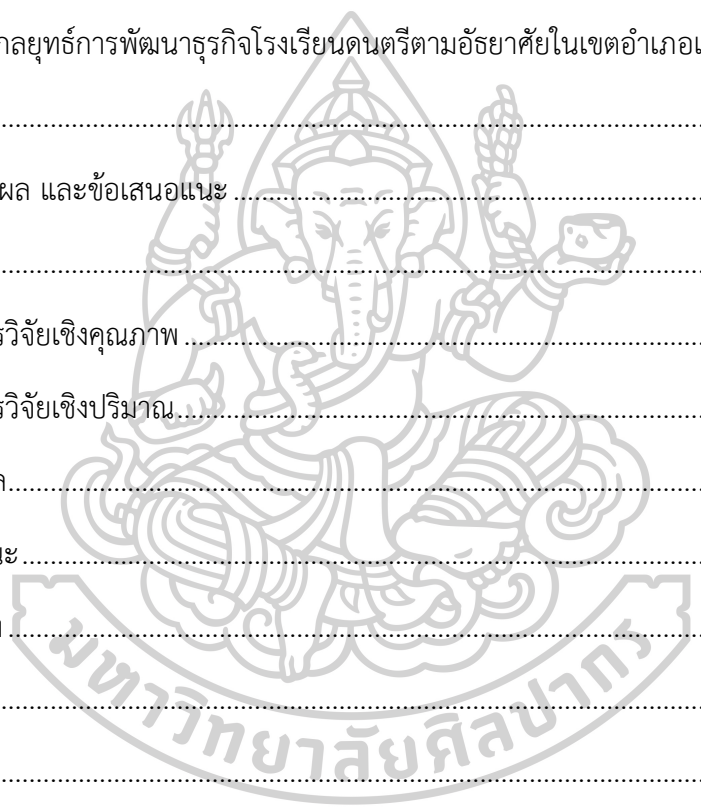 กลยุทธ์การพัฒนาธุรกิจโรงเรียนดนตรีตามอัธยาศัยในเขตอำเภอ
................................................................................
ผล และข้อเสนอแนะ................................................................
................................................................................
วิจัยเชิงคุณภาพ................................................................
วิจัยเชิงปริมาณ................................................................
................................................................................
................................................................................
................................................................................
................................................................................
................................................................................
มหาวิทยาลัยศิลปากร